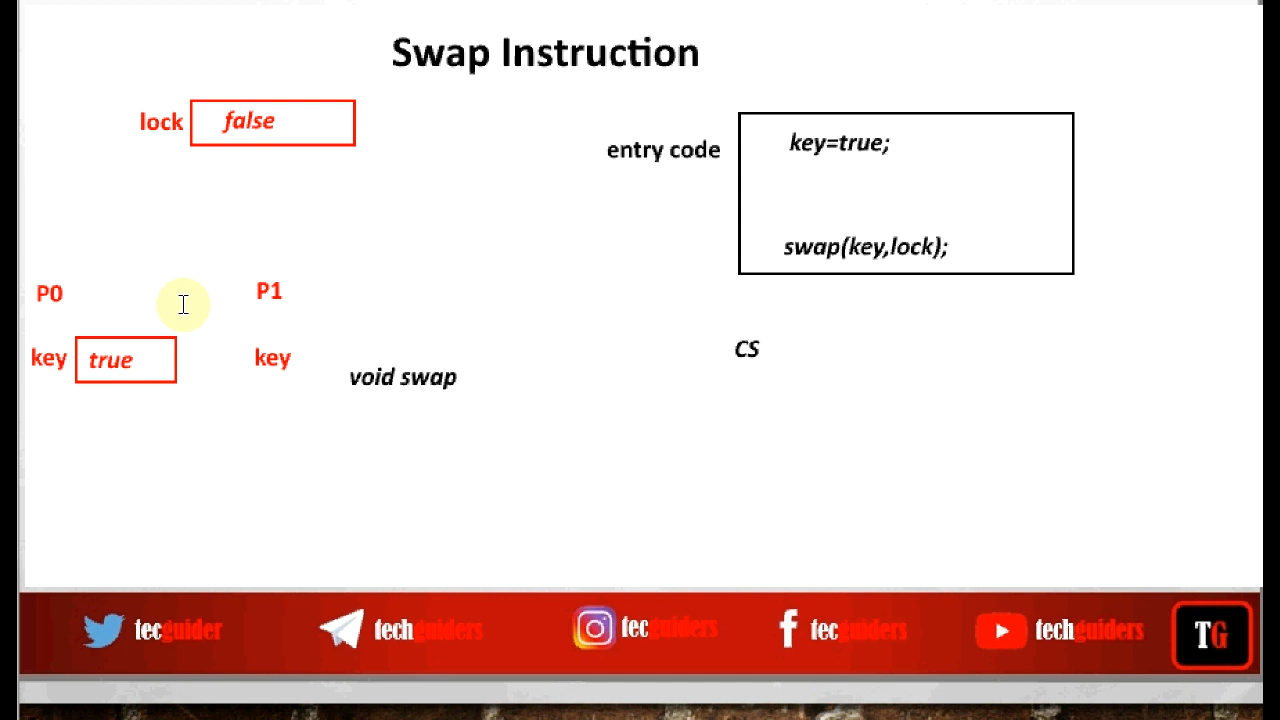 Swap Instruction
lock false
entry code key=true;
swap(key,lock);
P0 P1
key true key
void swap
CS
tecguider techguiders tecguiders tecguiders techguiders TG